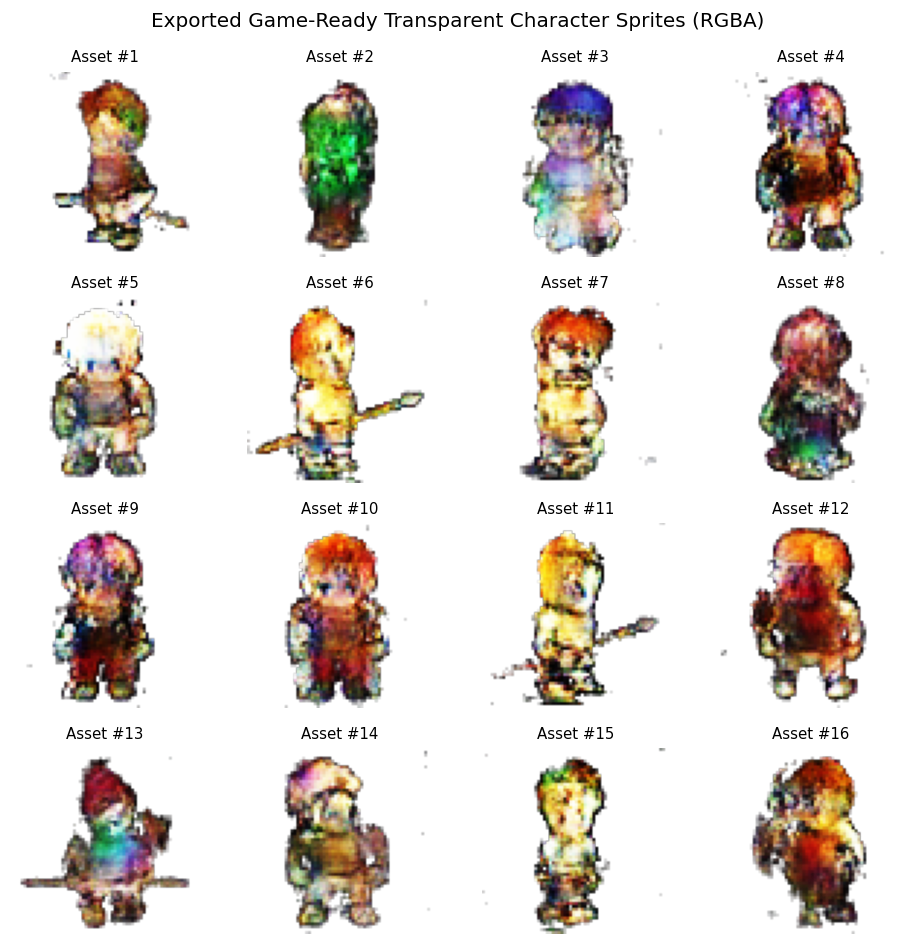 Exported Game-Ready Transparent Character Sprites (RGBA)
Asset #1
Asset #2
Asset #3
Asset #4
Asset #5
Asset #6
Asset #7
Asset #8
Asset #9
Asset #10
Asset #11
Asset #12
Asset #13
Asset #14
Asset #15
Asset #16